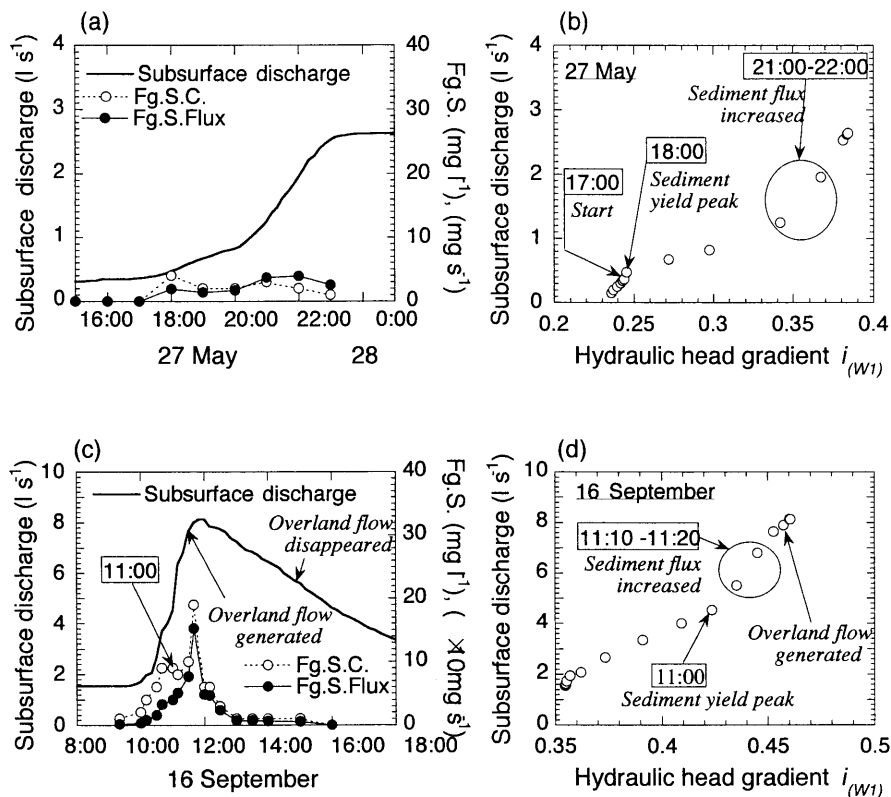 (a)
Subsurface discharge (l s⁻¹)
4
3
2
1
0
Subsurface discharge
Fg.S.C.
Fg.S.Flux
40
30
20
10
0
Fg.S. (mg l⁻¹), (mg s⁻¹)
16:00 18:00 20:00 22:00 0:00
27 May 28
(b)
Subsurface discharge (l s⁻¹)
4
3
2
1
0
27 May
21:00-22:00
Sediment flux
increased
18:00
Sediment
yield peak
17:00
Start
0.2 0.25 0.3 0.35 0.4
Hydraulic head gradient i(W1)
(c)
Subsurface discharge (l s⁻¹)
10
8
6
4
2
0
Subsurface discharge
Overland flow
disappeared
11:00
Overland flow
generated
Fg.S.C.
Fg.S.Flux
40
30
20
10
0
Fg.S. (mg l⁻¹), ( ×10mg s⁻¹)
8:00 10:00 12:00 14:00 16:00 18:00
16 September
(d)
Subsurface discharge (l s⁻¹)
10
8
6
4
2
0
16 September
11:10 -11:20
Sediment flux
increased
Overland flow
generated
11:00
Sediment yield peak
0.35 0.4 0.45 0.5
Hydraulic head gradient i(W1)